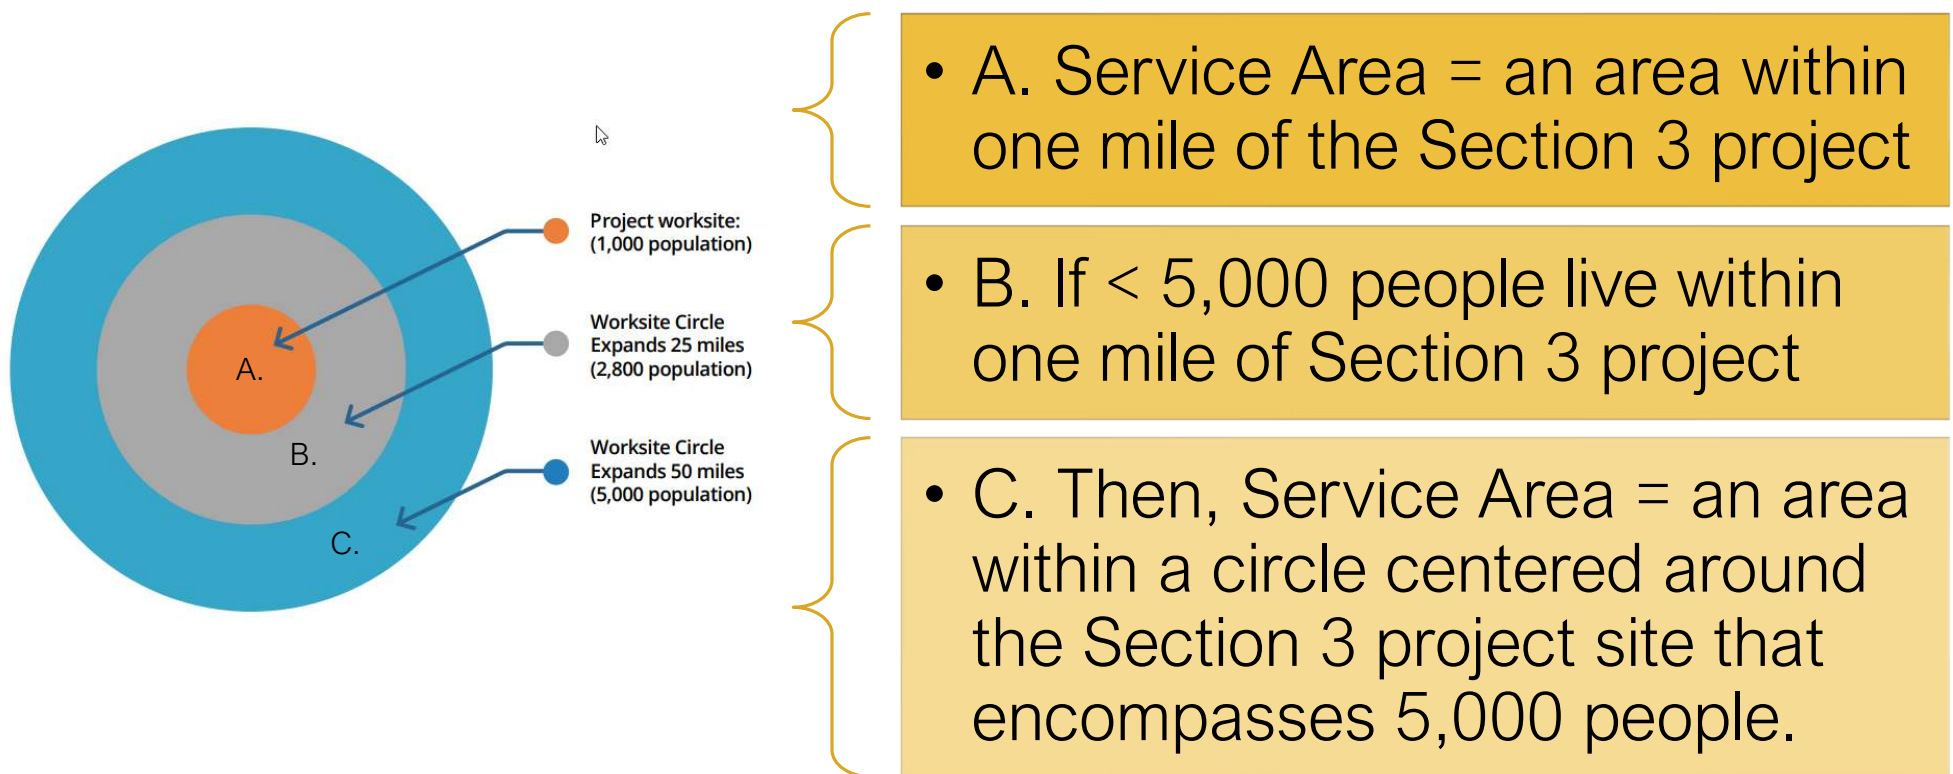 A.
B.
C.
Project worksite:
(1,000 population)
Worksite Circle
Expands 25 miles
(2,800 population)
Worksite Circle
Expands 50 miles
(5,000 population)
• A. Service Area = an area within
one mile of the Section 3 project
• B. If < 5,000 people live within
one mile of Section 3 project
• C. Then, Service Area = an area
within a circle centered around
the Section 3 project site that
encompasses 5,000 people.